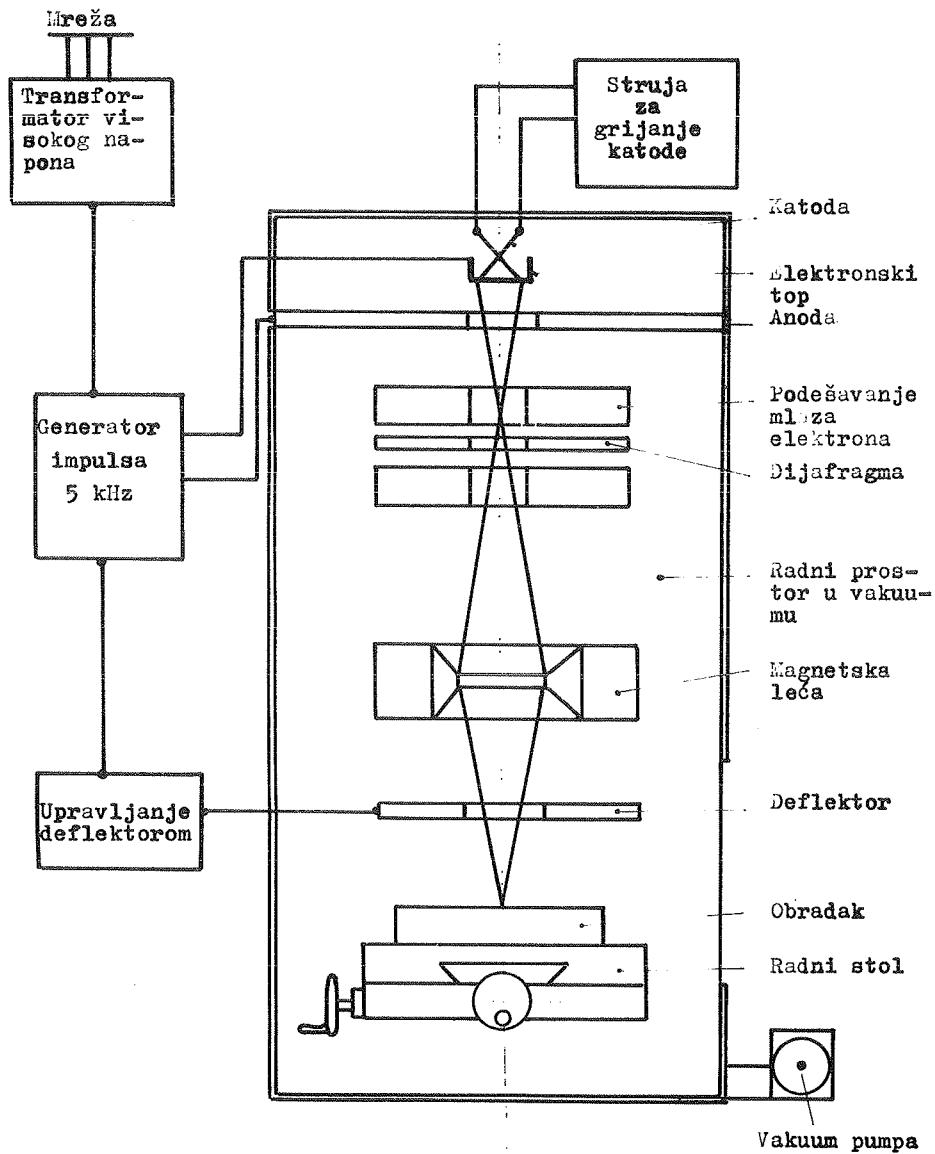 Mreža
Transfor-
mator vi-
sokog na-
pona
Struja
za
grijanje
katode
Katoda
Elektronski
top
Anoda
Generator
impulsa
5 kHz
Podešavanje
mlaza
elektrona
Dijafragma
Radni pros-
tor u vakuu-
mu
Magnetska
leća
Upravljanje
deflektorom
Deflektor
Obradak
Radni stol
Vakuum pumpa